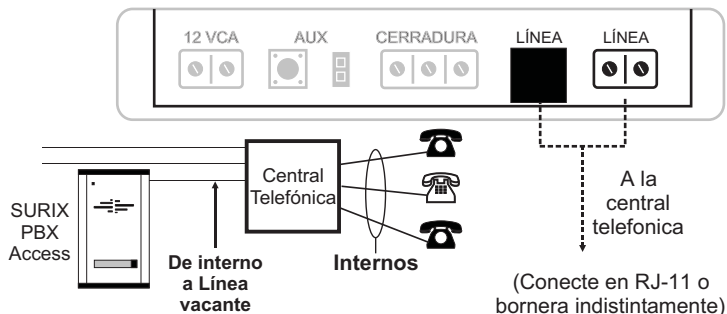 12 VCA
AUX
CERRADURA
LÍNEA
LÍNEA
SURIX
PBX
Access
Central
Telefónica
De interno
a Línea
vacante
Internos
A la
central
telefonica
(Conecte en RJ-11 o
bornera indistintamente)